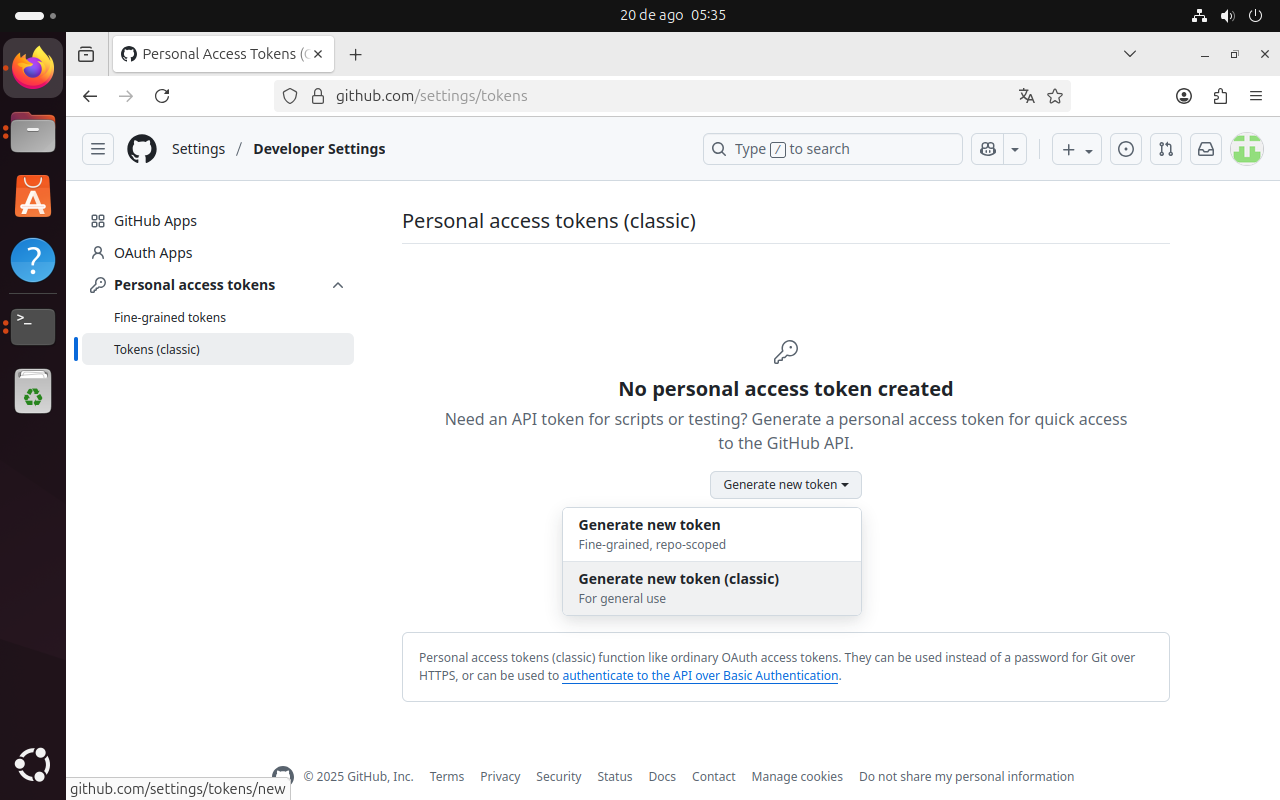 20 de ago 05:35
Personal Access Tokens (C
github.com/settings/tokens
Settings / Developer Settings
Type / to search
GitHub Apps
OAuth Apps
Personal access tokens
Fine-grained tokens
Tokens (classic)
Personal access tokens (classic)
No personal access token created
Need an API token for scripts or testing? Generate a personal access token for quick access
to the GitHub API.
Generate new token
Generate new token
Fine-grained, repo-scoped
Generate new token (classic)
For general use
Personal access tokens (classic) function like ordinary OAuth access tokens. They can be used instead of a password for Git over
HTTPS, or can be used to authenticate to the API over Basic Authentication.
© 2025 GitHub, Inc. Terms Privacy Security Status Docs Contact Manage cookies Do not share my personal information
github.com/settings/tokens/new